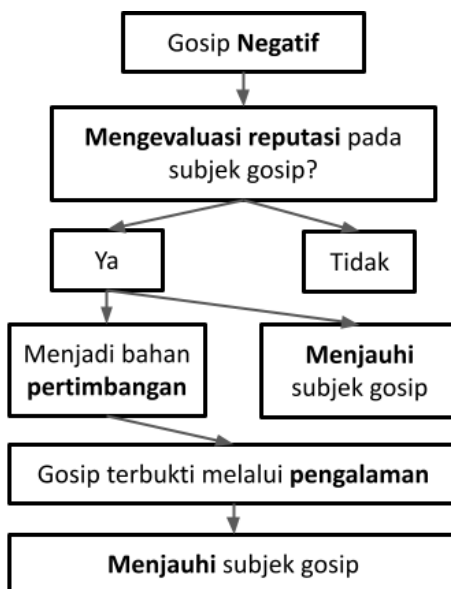 Gosip Negatif
Mengevaluasi reputasi pada
subjek gosip?
Ya
Tidak
Menjadi bahan
pertimbangan
Menjauhi
subjek gosip
Gosip terbukti melalui pengalaman
Menjauhi subjek gosip